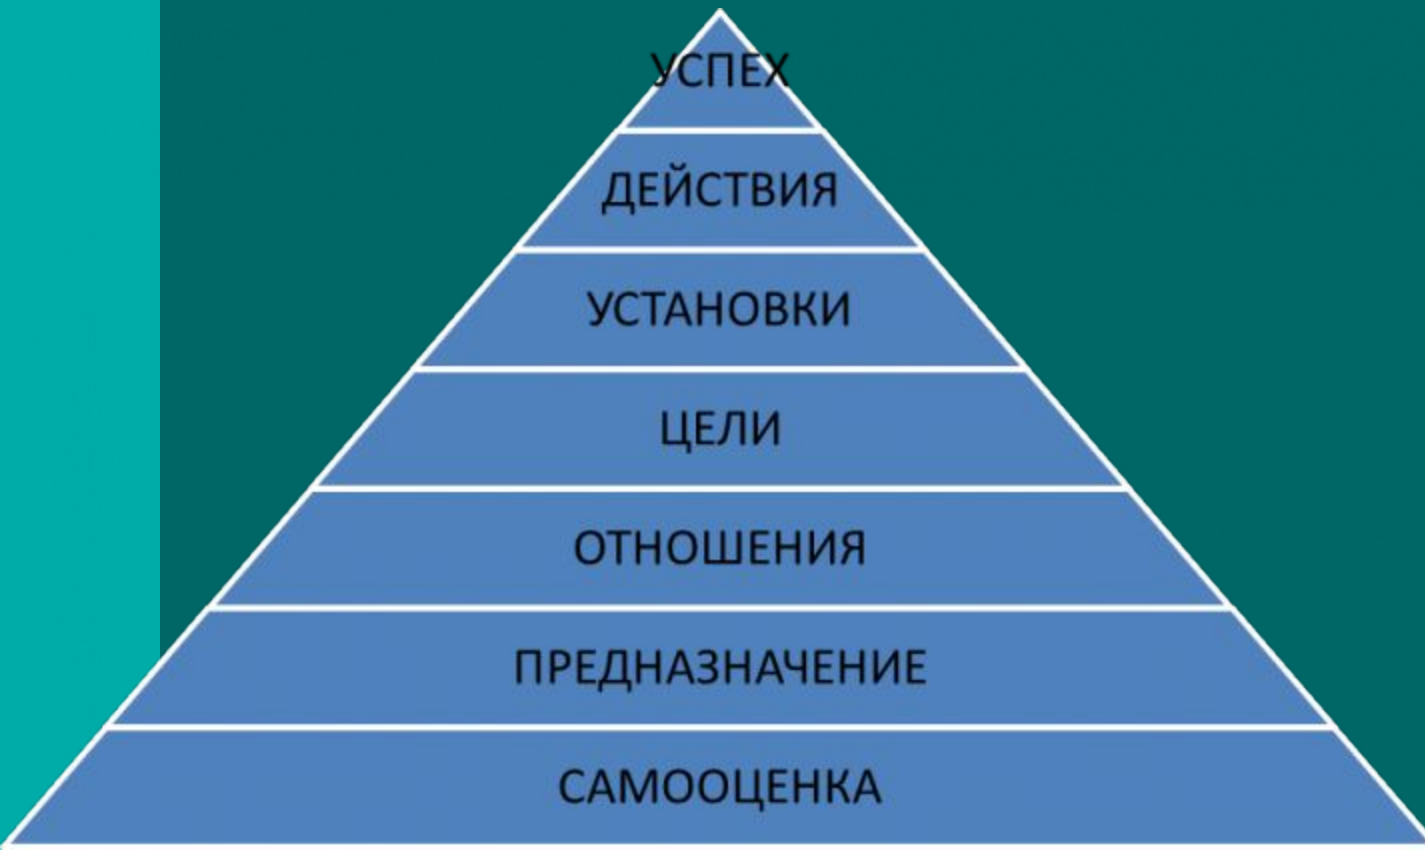 УСПЕХ
ДЕЙСТВИЯ
УСТАНОВКИ
ЦЕЛИ
ОТНОШЕНИЯ
ПРЕДНАЗНАЧЕНИЕ
САМООЦЕНКА